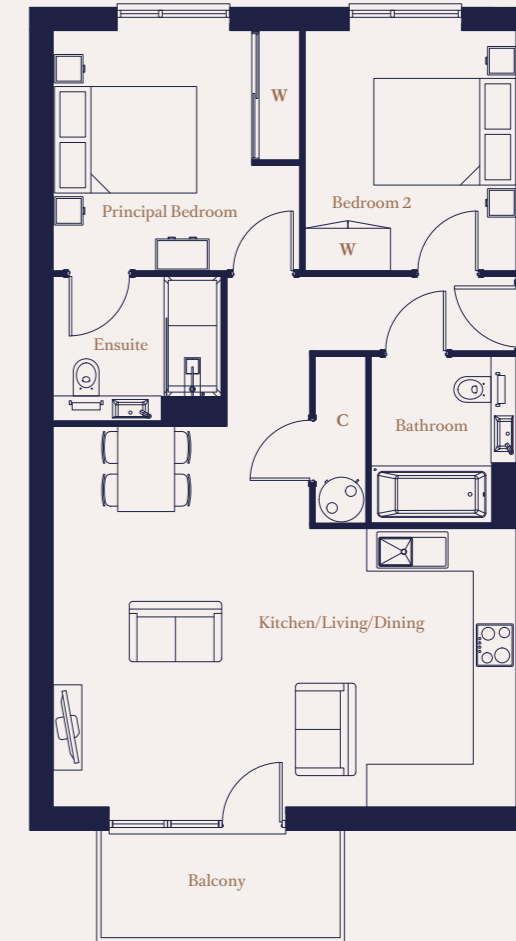 W
Principal Bedroom
Bedroom 2
W
Ensuite
C
Bathroom
Kitchen/Living/Dining
Balcony